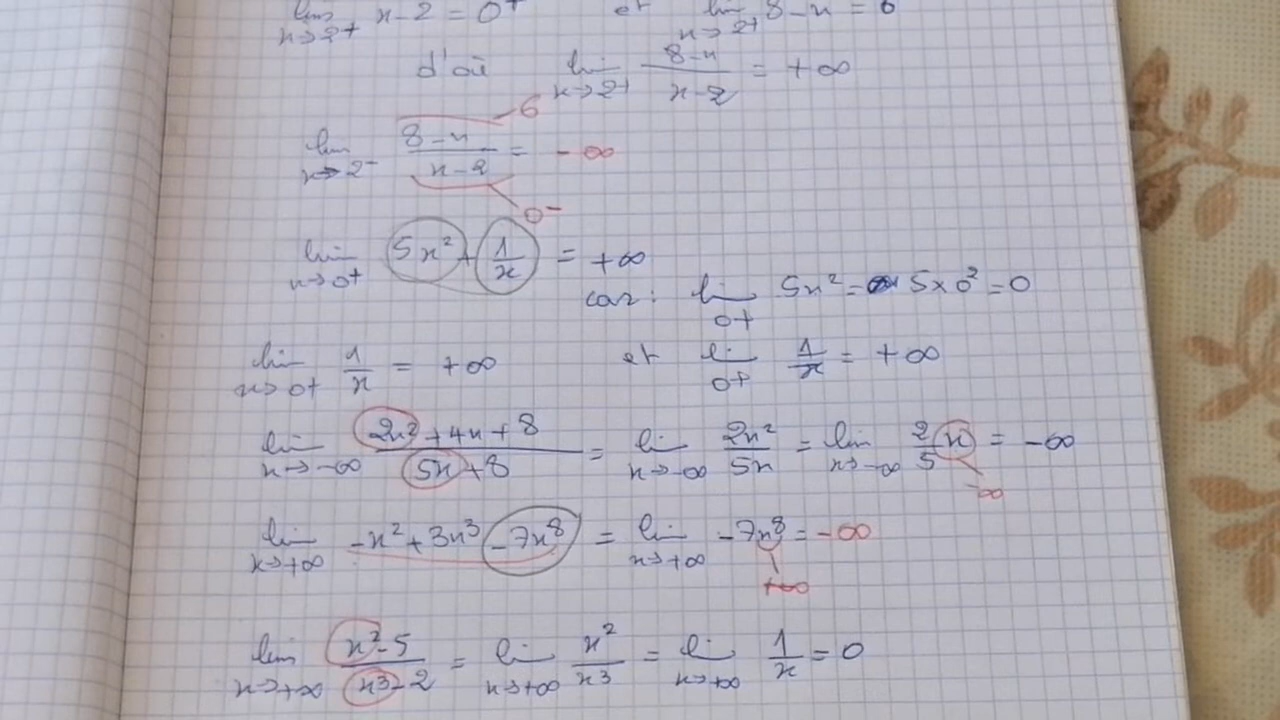 lim x→2+ x-2 = 0+ et lim x→2+ 8-x = 6
d'où lim x→2+ (8-x)/(x-2) = +∞
6
lim x→2- (8-x)/(x-2) = -∞
0-
lim x→0+ 5x² + 1/x = +∞
car : lim 0+ 5x² = 5×0² = 0
lim x→0+ 1/x = +∞ et lim 0+ 1/x = +∞
lim x→-∞ (2x²+4x+8)/(5x+8) = lim x→-∞ 2x²/5x = lim x→-∞ 2/5 x = -∞
-∞
lim x→+∞ -x²+3x³-7x⁸ = lim x→+∞ -7x⁸ = -∞
+∞
lim x→+∞ (x²-5)/(x³-2) = lim x→+∞ x²/x³ = lim x→+∞ 1/x = 0